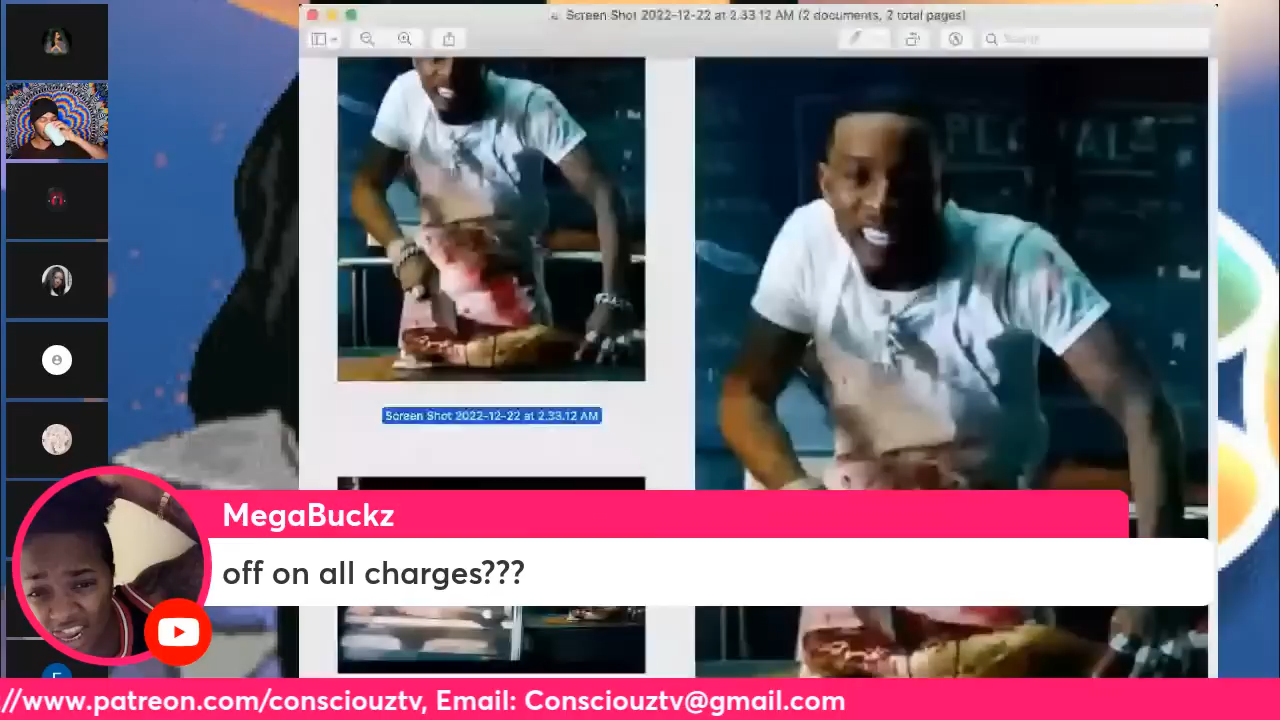 Screen Shot 2022-12-22 at 2.33.12 AM (2 documents, 2 total pages)
Search
SPECIALS
Screen Shot 2022-12-22 at 2.33.12 AM
MegaBuckz
off on all charges???
//www.patreon.com/consciouztv, Email: Consciouztv@gmail.com